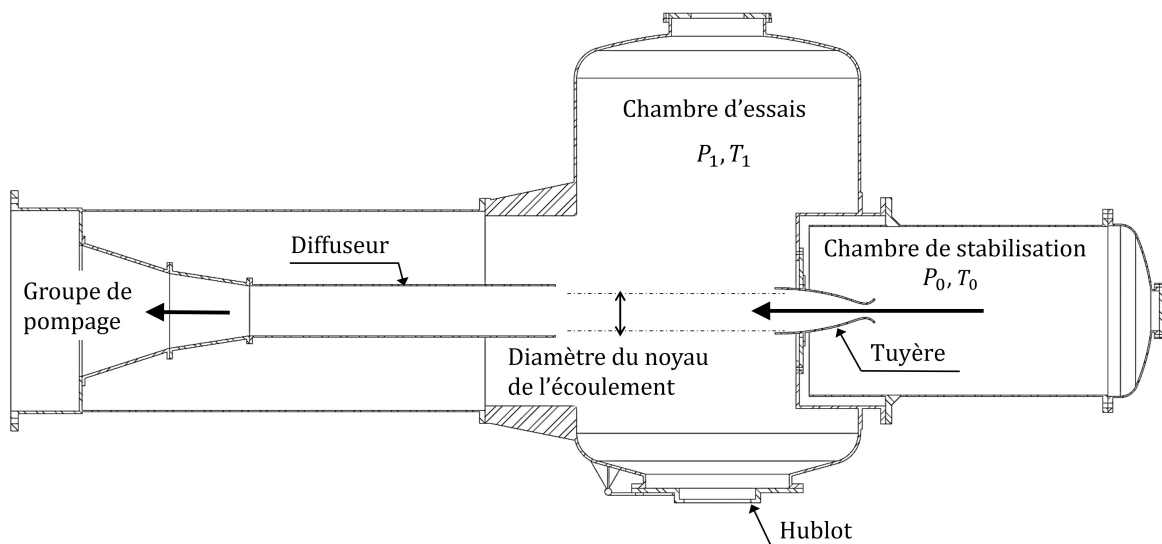 Chambre d'essais
P₁, T₁
Diffuseur
Chambre de stabilisation
P₀, T₀
Groupe de
pompage
Diamètre du noyau
de l'écoulement
Tuyère
Hublot